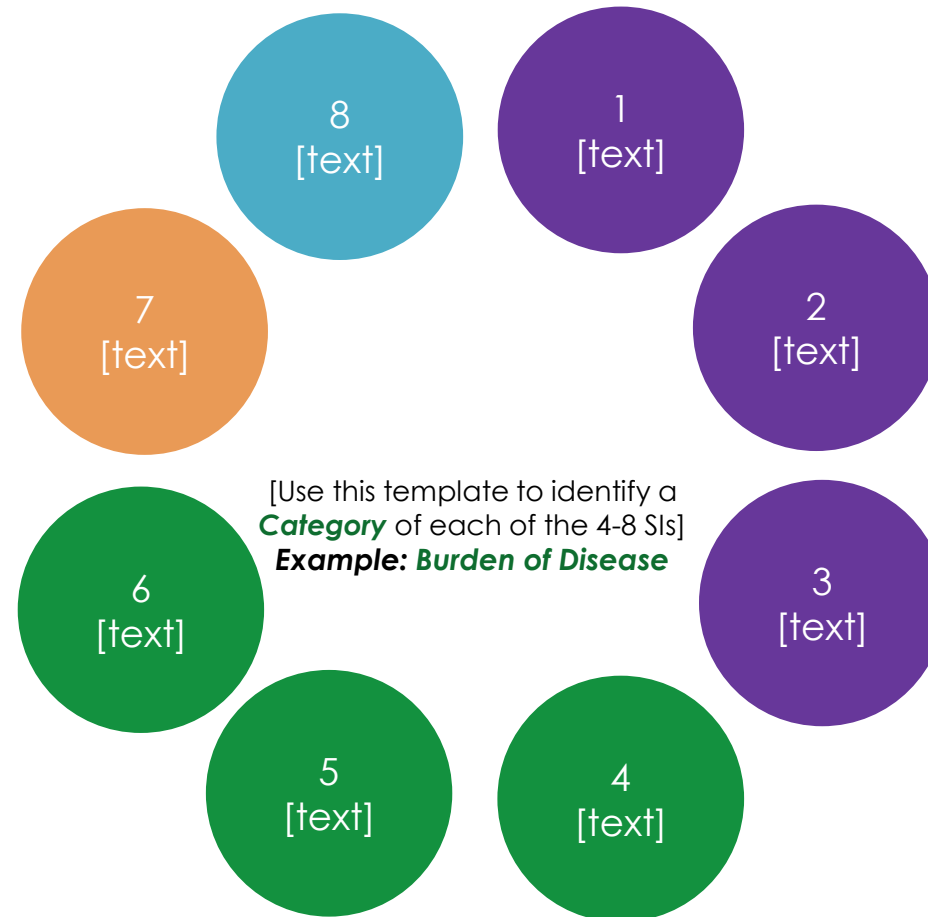 1
[text]
2
[text]
3
[text]
4
[text]
5
[text]
6
[text]
7
[text]
8
[text]
[Use this template to identify a
Category of each of the 4-8 SIs]
Example: Burden of Disease